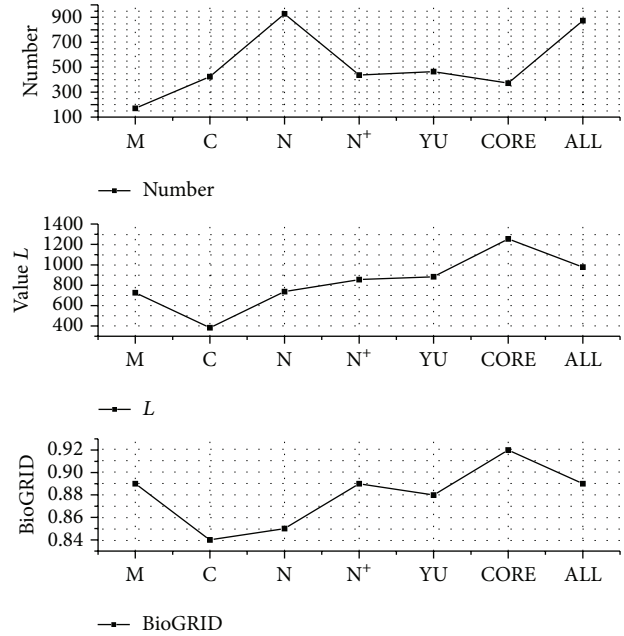 900
700
500
300
100
Number
M C N N⁺ YU CORE ALL
Number
1400
1200
1000
800
600
400
Value L
M C N N⁺ YU CORE ALL
L
0.92
0.90
0.88
0.86
0.84
BioGRID
M C N N⁺ YU CORE ALL
BioGRID